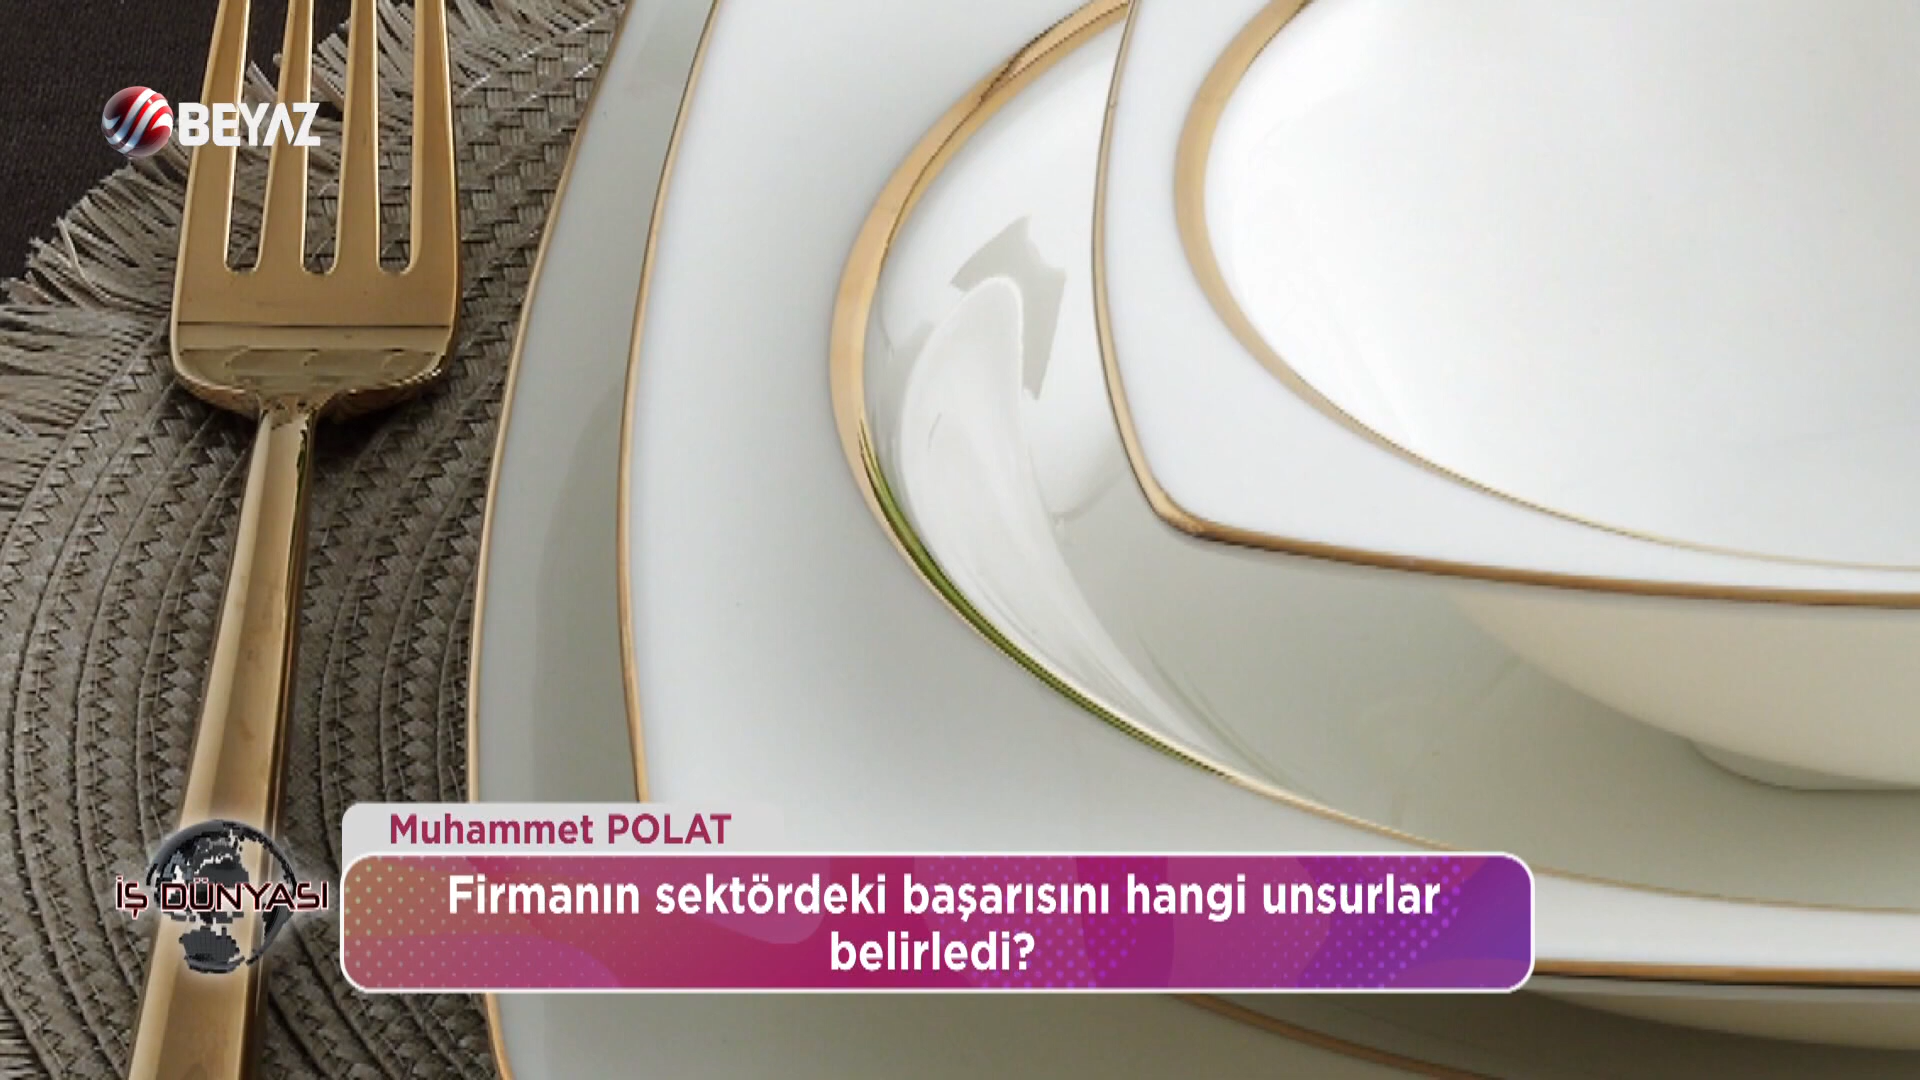 BEYAZ
Muhammet POLAT
İŞ DÜNYASI
Firmanın sektördeki başarısını hangi unsurlar
belirledi?